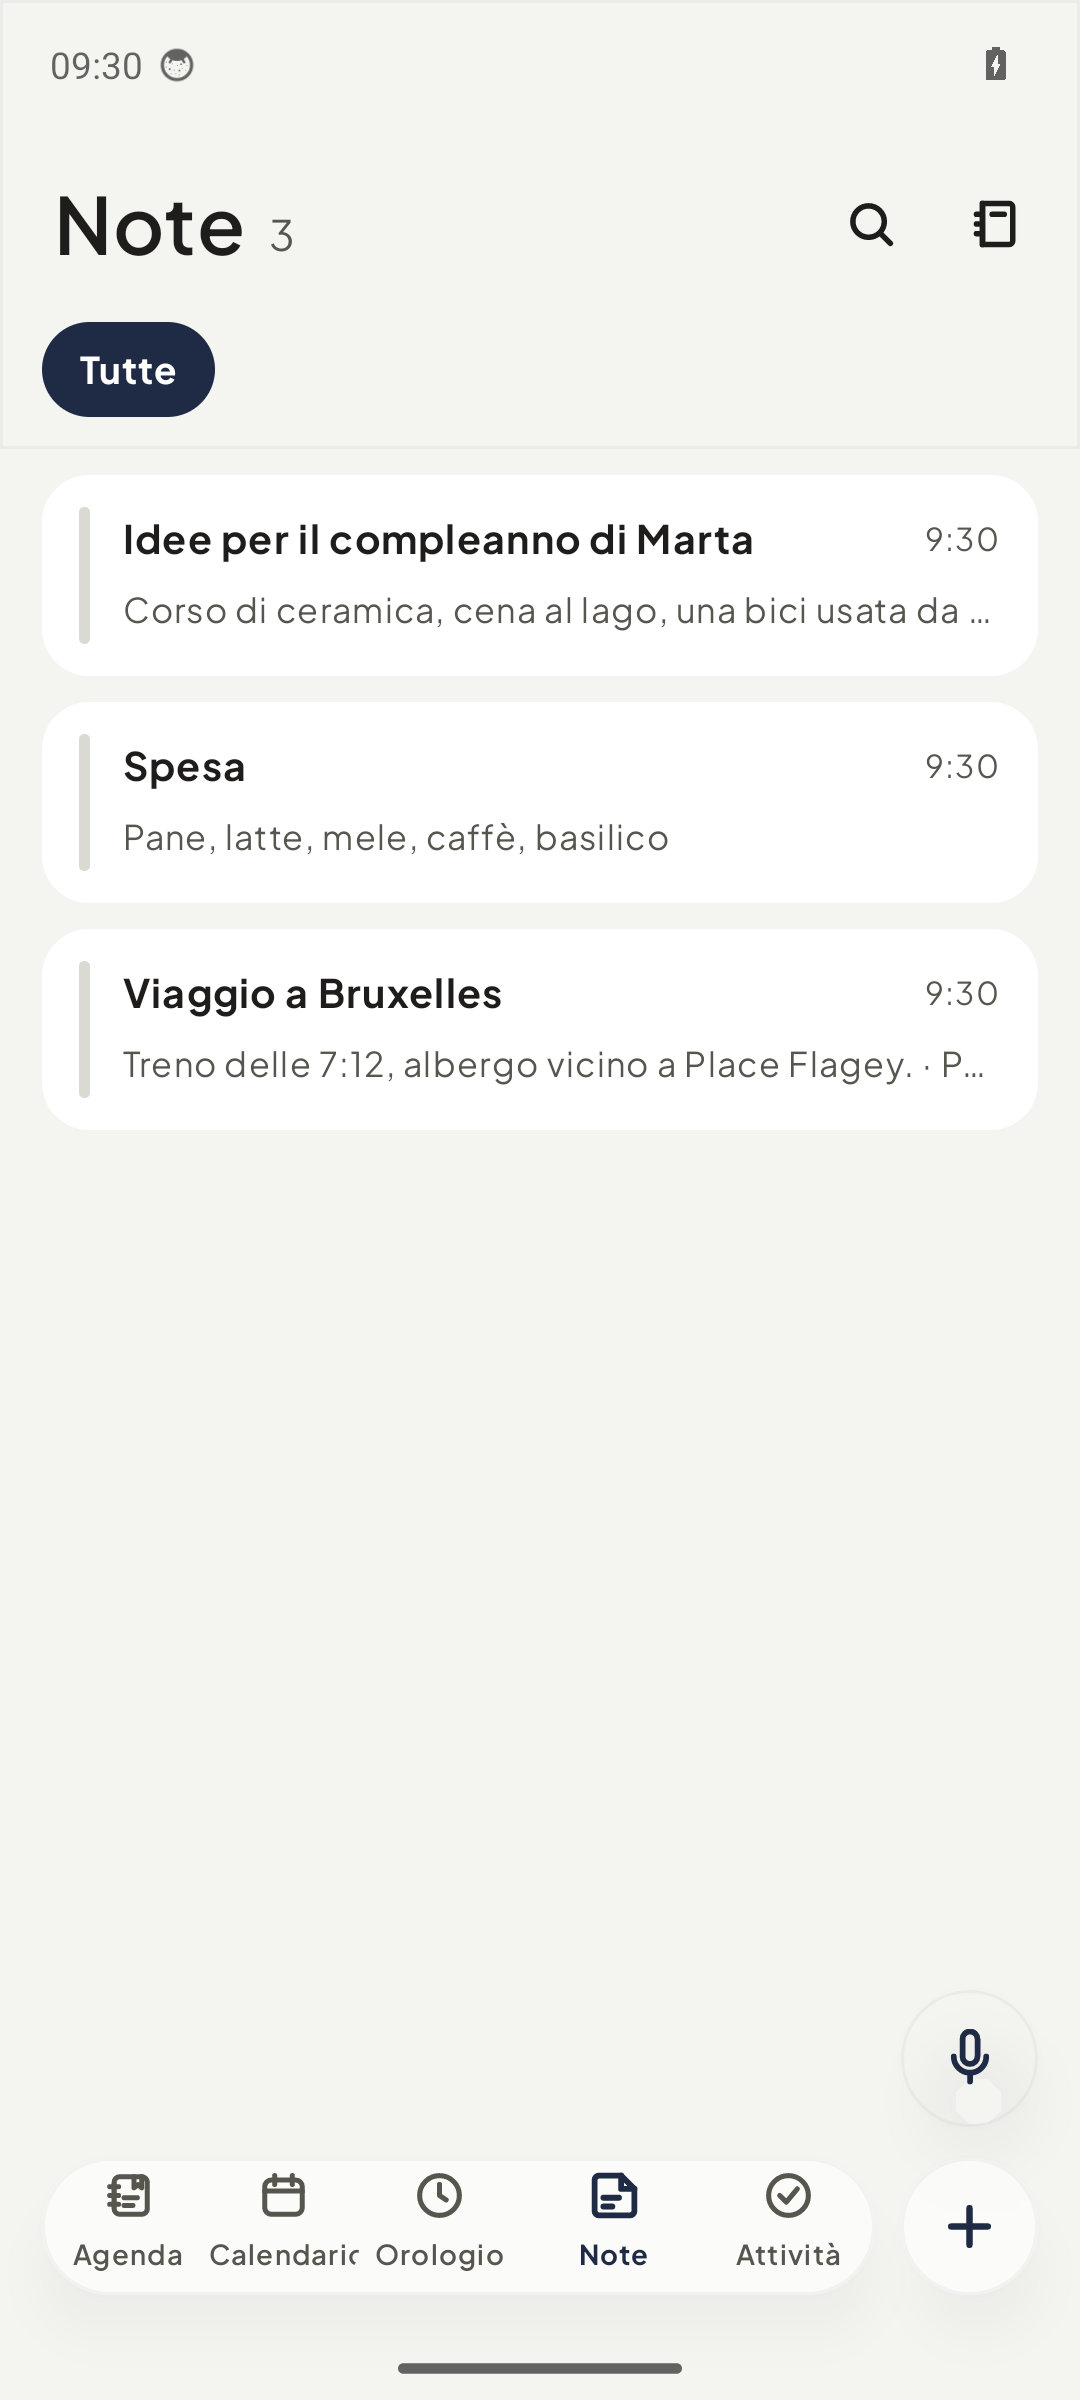 09:30
Note 3
Tutte
Idee per il compleanno di Marta 9:30
Corso di ceramica, cena al lago, una bici usata da ...
Spesa 9:30
Pane, latte, mele, caffè, basilico
Viaggio a Bruxelles 9:30
Treno delle 7:12, albergo vicino a Place Flagey. · P...
Agenda Calendaric Orologio Note Attività